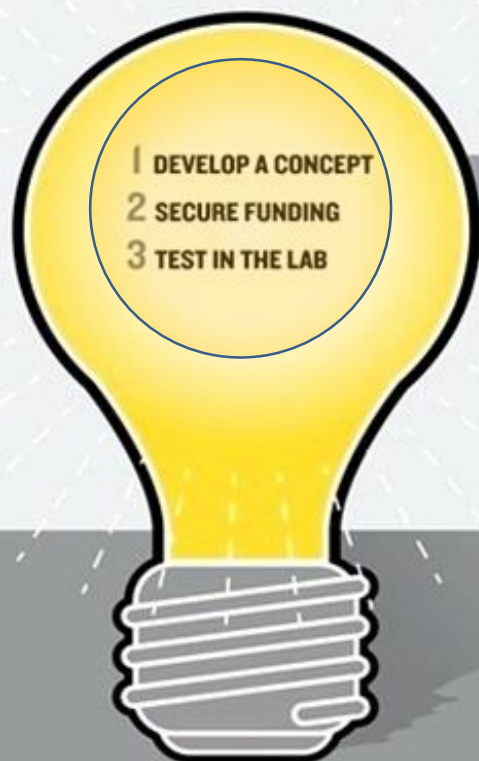 1 DEVELOP A CONCEPT
2 SECURE FUNDING
3 TEST IN THE LAB